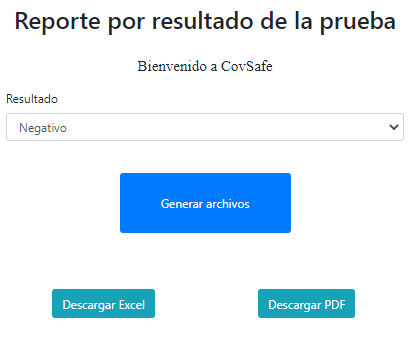 Reporte por resultado de la prueba
Bienvenido a CovSafe
Resultado
Negativo
Generar archivos
Descargar Excel
Descargar PDF